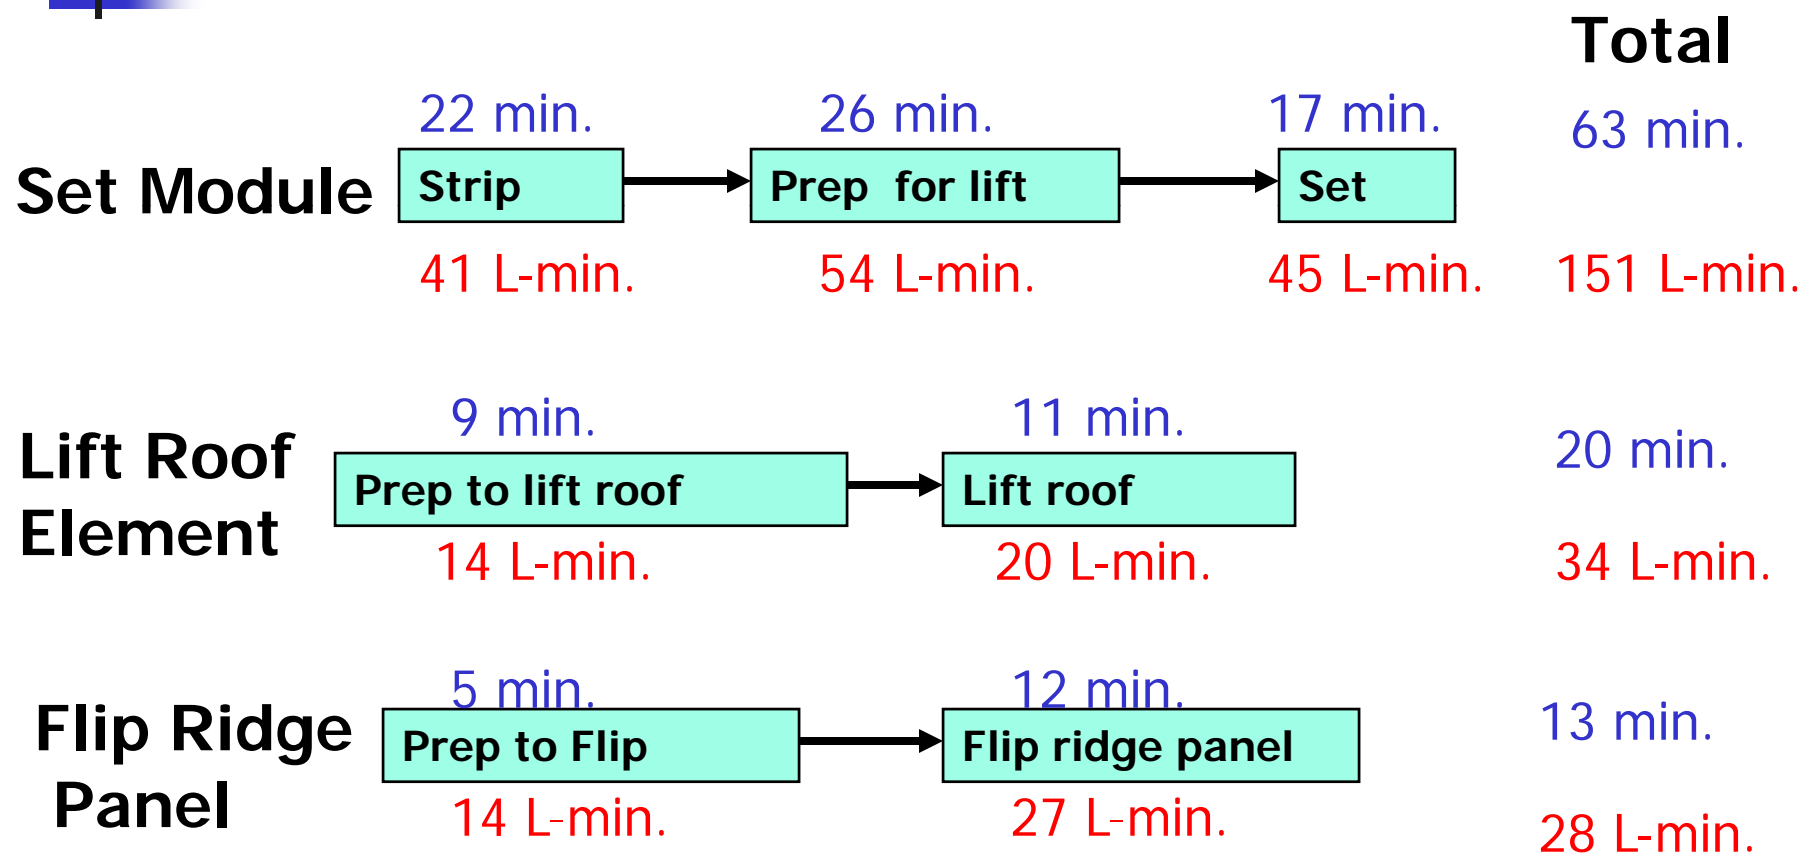 Total
22 min. 26 min. 17 min. 63 min.
Set Module Strip Prep for lift Set
41 L-min. 54 L-min. 45 L-min. 151 L-min.
9 min. 11 min. 20 min.
Lift Roof
Element
Prep to lift roof Lift roof
14 L-min. 20 L-min. 34 L-min.
5 min. 12 min. 13 min.
Flip Ridge
Panel
Prep to Flip Flip ridge panel
14 L-min. 27 L-min. 28 L-min.